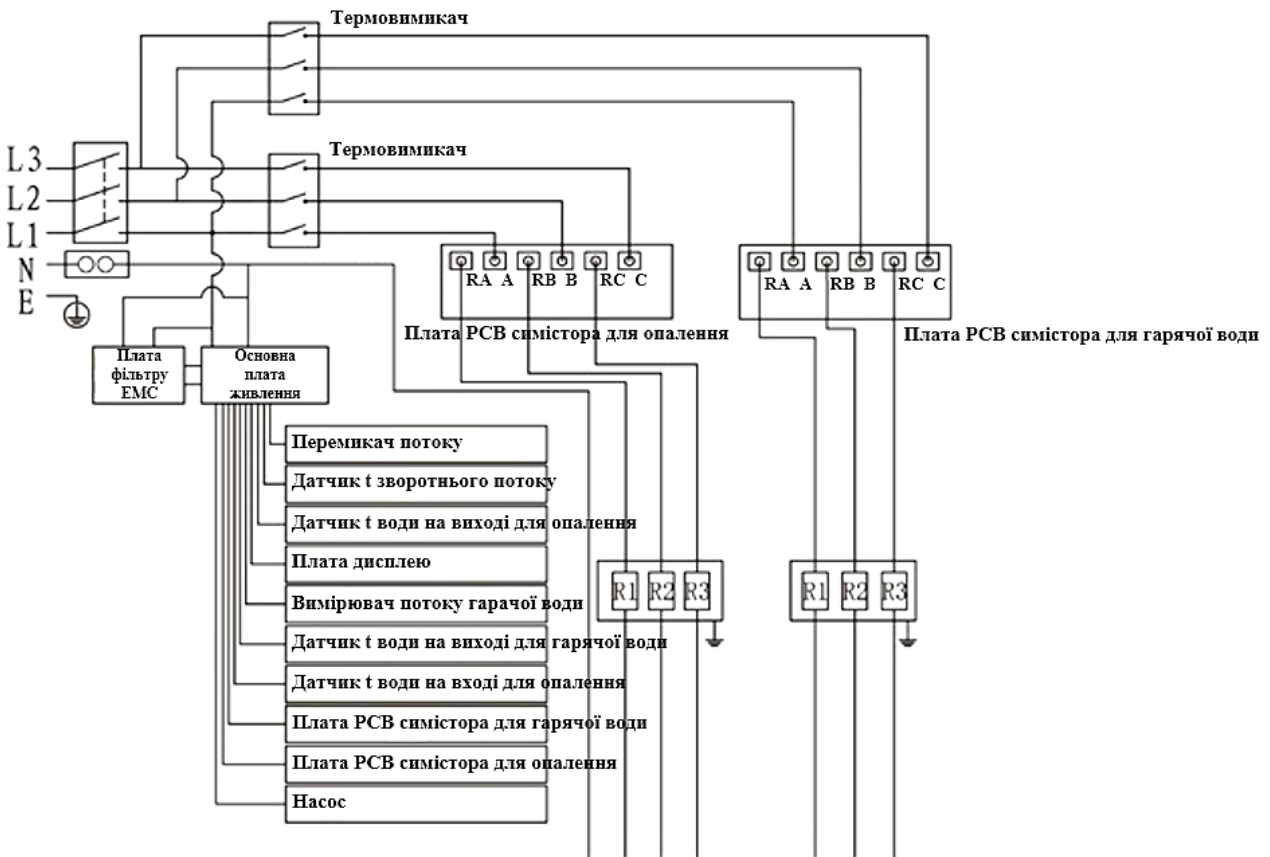 Термовимикач
Термовимикач
L3
L2
L1
N
E
RA A RB B RC C
RA A RB B RC C
Плата PCB симістора для опалення
Плата PCB симістора для гарячої води
Плата
фільтру
EMC
Основна
плата
живлення
Перемикач потоку
Датчик t зворотнього потоку
Датчик t води на виході для опалення
Плата дисплею
Вимірювач потоку гарачої води
Датчик t води на виході для гарячої води
Датчик t води на вході для опалення
Плата PCB симістора для гарячої води
Плата PCB симістора для опалення
Насос
R1 R2 R3
R1 R2 R3